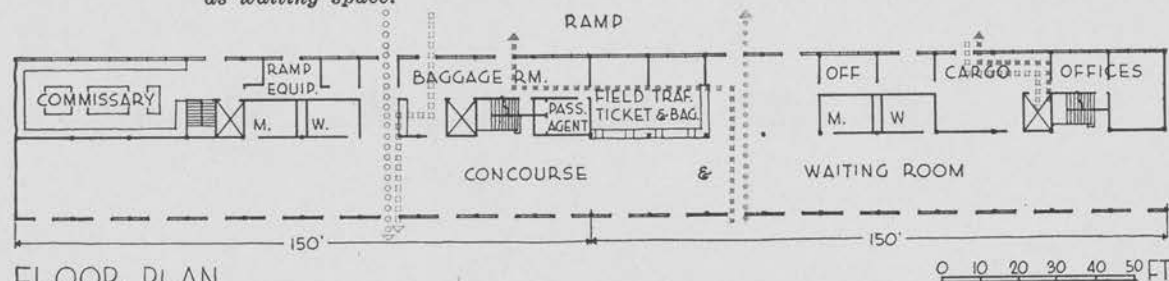 as waiting space.
RAMP
COMMISSARY
RAMP
EQUIP.
M.
W.
BAGGAGE RM.
PASS.
AGENT
FIELD TRAF.
TICKET & BAG.
OFF
M.
W
CARGO
OFFICES
CONCOURSE & WAITING ROOM
150'
150'
FLOOR PLAN
0 10 20 30 40 50 FT